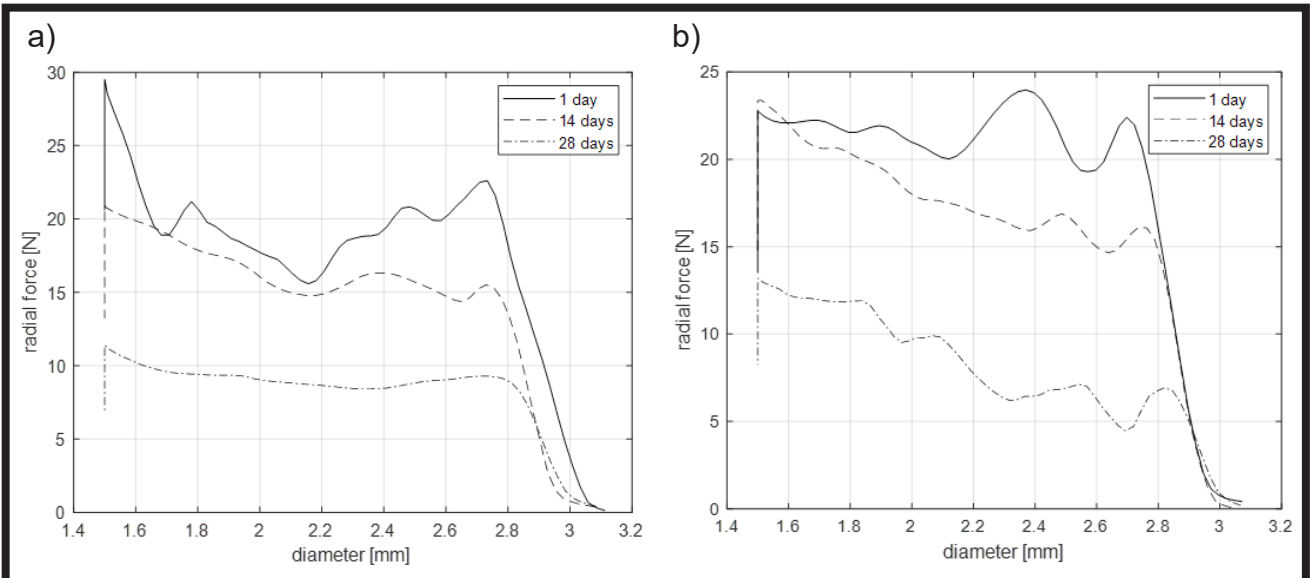 a)
30
25
20
15
10
5
0
radial force [N]
1 day
14 days
28 days
1.4 1.6 1.8 2 2.2 2.4 2.6 2.8 3 3.2
diameter [mm]
b)
25
20
15
10
5
0
radial force [N]
1 day
14 days
28 days
1.4 1.6 1.8 2 2.2 2.4 2.6 2.8 3 3.2
diameter [mm]